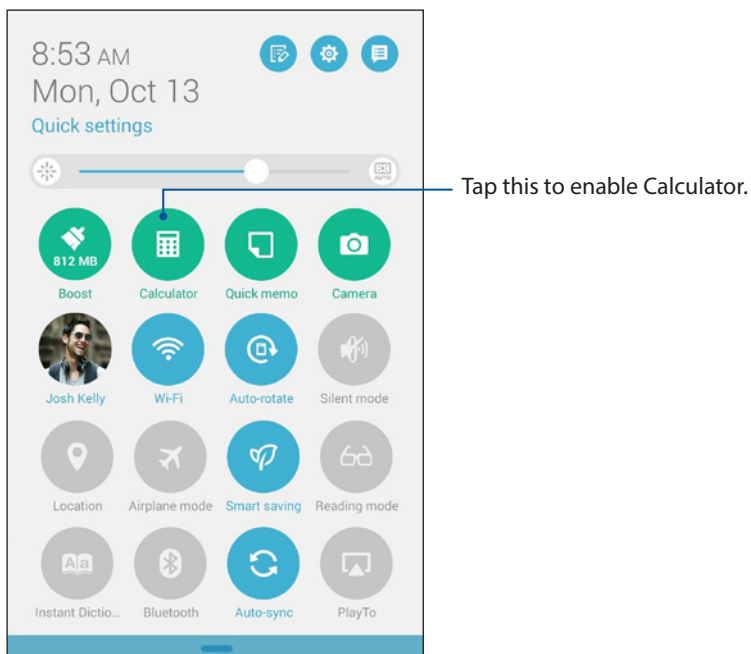 8:53 AM
Mon, Oct 13
Quick settings
AUTO
Tap this to enable Calculator.
812 MB
Boost Calculator Quick memo Camera
Josh Kelly Wi-Fi Auto-rotate Silent mode
Location Airplane mode Smart saving Reading mode
Aa
Instant Dictio... Bluetooth Auto-sync PlayTo